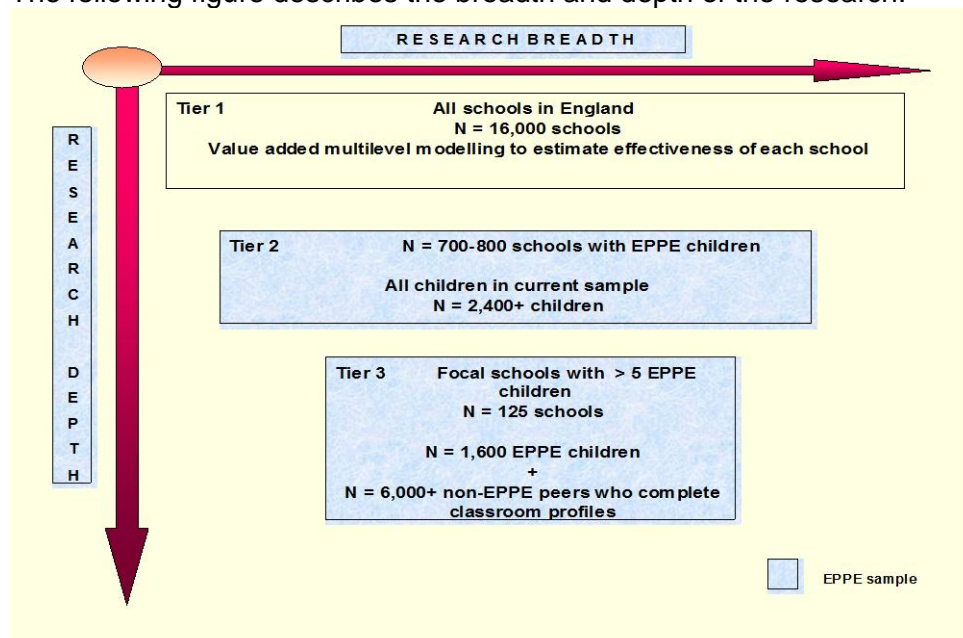 The following figure describes the breadth and depth of the research.
RESEARCH BREADTH
Tier 1 All schools in England
N = 16,000 schools
Value added multilevel modelling to estimate effectiveness of each school
RESEARCH DEPTH
Tier 2 N = 700-800 schools with EPPE children
All children in current sample
N = 2,400+ children
Tier 3 Focal schools with > 5 EPPE
children
N = 125 schools
N = 1,600 EPPE children
+
N = 6,000+ non-EPPE peers who complete
classroom profiles
EPPE sample